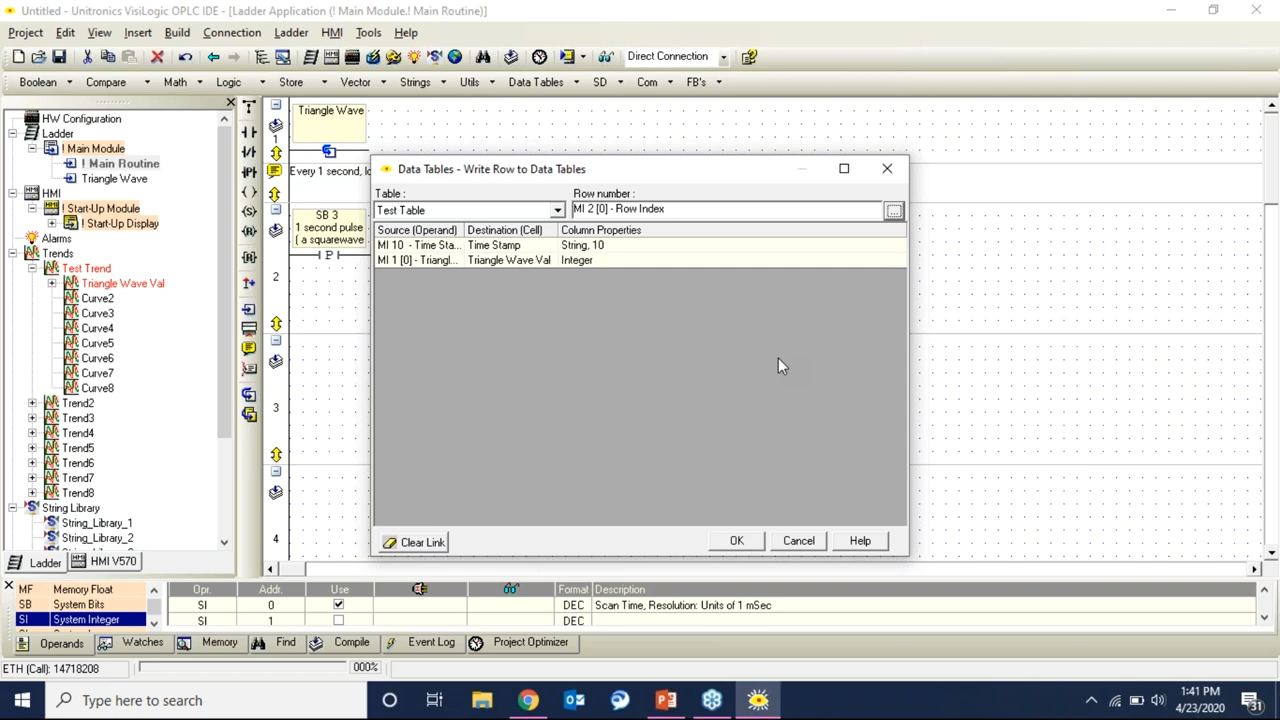 Untitled - Unitronics VisiLogic OPLC IDE - [Ladder Application (! Main Module.! Main Routine)]
Project Edit View Insert Build Connection Ladder HMI Tools Help
Direct Connection
Boolean Compare Math Logic Store Vector Strings Utils Data Tables SD Com FB's
HW Configuration
Ladder
! Main Module
! Main Routine
Triangle Wave
HMI
! Start-Up Module
! Start-Up Display
Alarms
Trends
Test Trend
Triangle Wave Val
Curve2
Curve3
Curve4
Curve5
Curve6
Curve7
Curve8
Trend2
Trend3
Trend4
Trend5
Trend6
Trend7
Trend8
String Library
String_Library_1
String_Library_2
Ladder HMI V570
Triangle Wave
1
Every 1 second, lo
SB 3
1 second pulse
( a squarewave
P
2
3
4
Data Tables - Write Row to Data Tables
Table : Row number :
Test Table MI 2 [0] - Row Index ...
Source (Operand) Destination (Cell) Column Properties
MI 10 - Time Sta... Time Stamp String, 10
MI 1 [0] - Triangl... Triangle Wave Val Integer
Clear Link OK Cancel Help
MF Memory Float
SB System Bits
SI System Integer
Opr. Addr. Use Format Description
SI 0 DEC Scan Time, Resolution: Units of 1 mSec
SI 1 DEC
Operands Watches Memory Find Compile Event Log Project Optimizer
ETH (Call): 14718208 000%
Type here to search
1:41 PM
4/23/2020
31